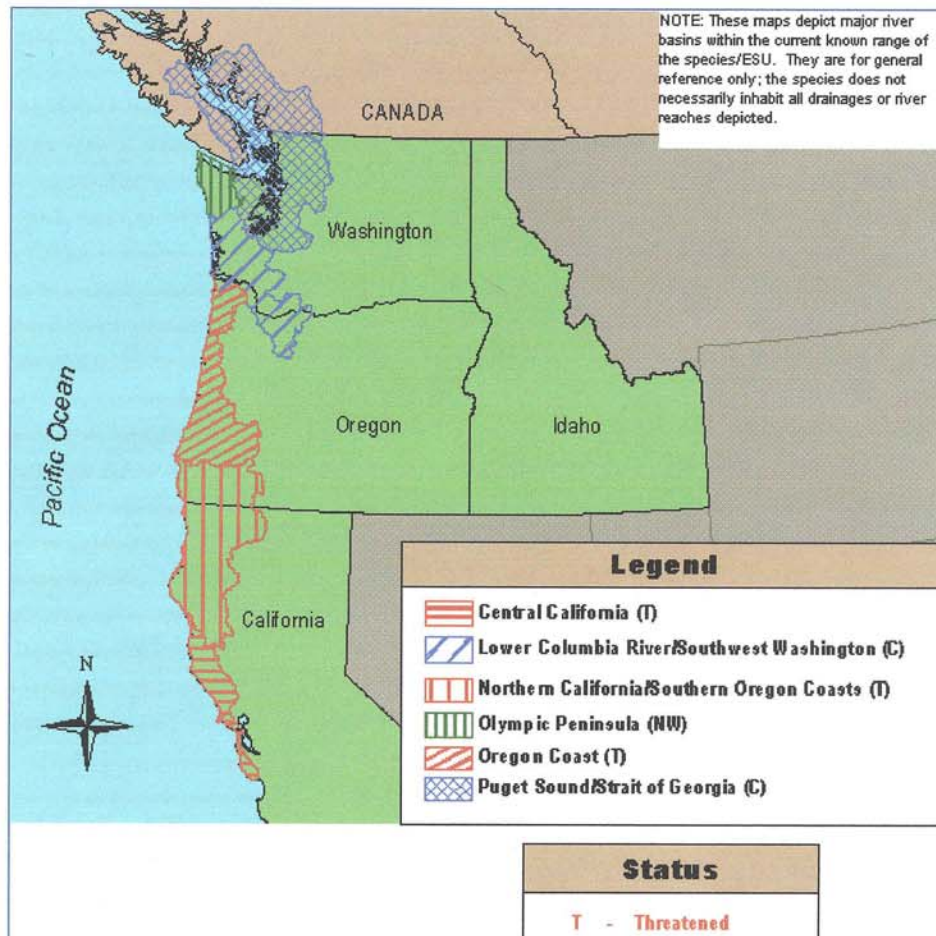 NOTE: These maps depict major river
basins within the current known range of
the species/ESU. They are for general
reference only; the species does not
necessarily inhabit all drainages or river
reaches depicted.
CANADA
Washington
Oregon
Idaho
Pacific Ocean
California
N
Legend
Central California (T)
Lower Columbia River/Southwest Washington (C)
Northern California/Southern Oregon Coasts (T)
Olympic Peninsula (NW)
Oregon Coast (T)
Puget Sound/Strait of Georgia (C)
Status
T - Threatened